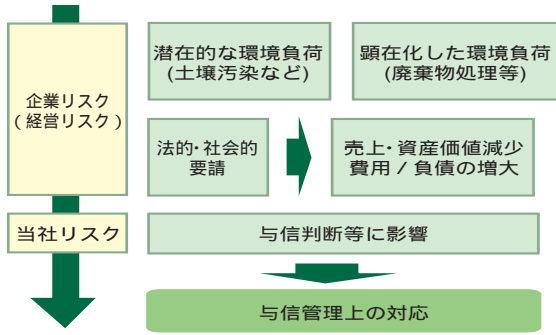 企業リスク
(経営リスク)
潜在的な環境負荷
(土壌汚染など)
顕在化した環境負荷
(廃棄物処理等)
法的・社会的
要請
売上・資産価値減少
費用/負債の増大
当社リスク
与信判断等に影響
与信管理上の対応